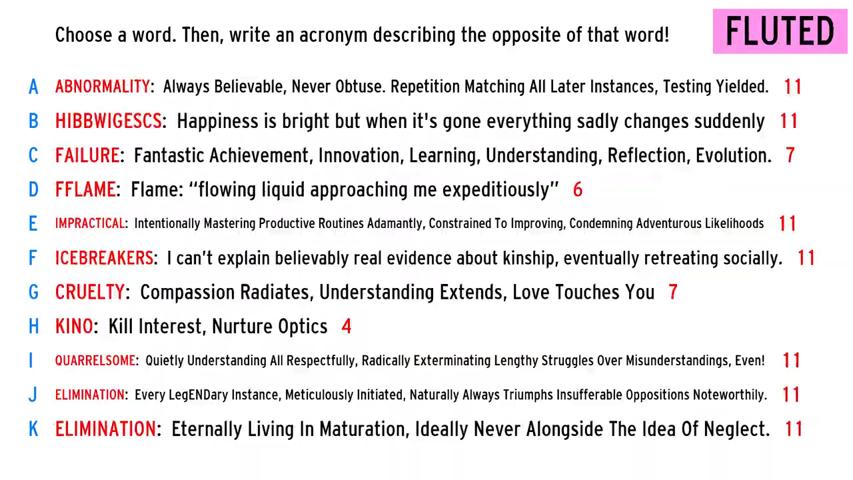 Choose a word. Then, write an acronym describing the opposite of that word!
FLUTED
A ABNORMALITY: Always Believable, Never Obtuse. Repetition Matching All Later Instances, Testing Yielded. 11
B HIBBWIGESCS: Happiness is bright but when it's gone everything sadly changes suddenly 11
C FAILURE: Fantastic Achievement, Innovation, Learning, Understanding, Reflection, Evolution. 7
D FFLAME: Flame: “flowing liquid approaching me expeditiously” 6
E IMPRACTICAL: Intentionally Mastering Productive Routines Adamantly, Constrained To Improving, Condemning Adventurous Likelihoods 11
F ICEBREAKERS: I can't explain believably real evidence about kinship, eventually retreating socially. 11
G CRUELTY: Compassion Radiates, Understanding Extends, Love Touches You 7
H KINO: Kill Interest, Nurture Optics 4
I QUARRELSOME: Quietly Understanding All Respectfully, Radically Exterminating Lengthy Struggles Over Misunderstandings, Even! 11
J ELIMINATION: Every LegENDary Instance, Meticulously Initiated, Naturally Always Triumphs Insufferable Oppositions Noteworthily. 11
K ELIMINATION: Eternally Living In Maturation, Ideally Never Alongside The Idea Of Neglect. 11